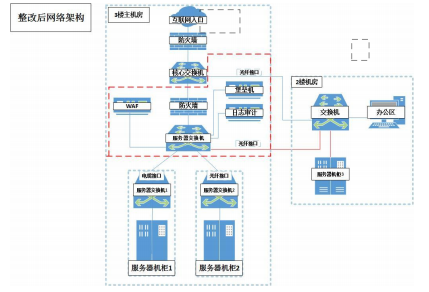 整改后网络架构
3楼主机房
互联网入口
防火墙
核心交换机
光纤接口
2楼机房
WAF
防火墙
堡垒机
日志审计
交换机
办公区
服务器交换机
光纤接口
服务器机柜3
电缆接口
光纤接口
服务器交换机1
服务器交换机2
服务器机柜1
服务器机柜2